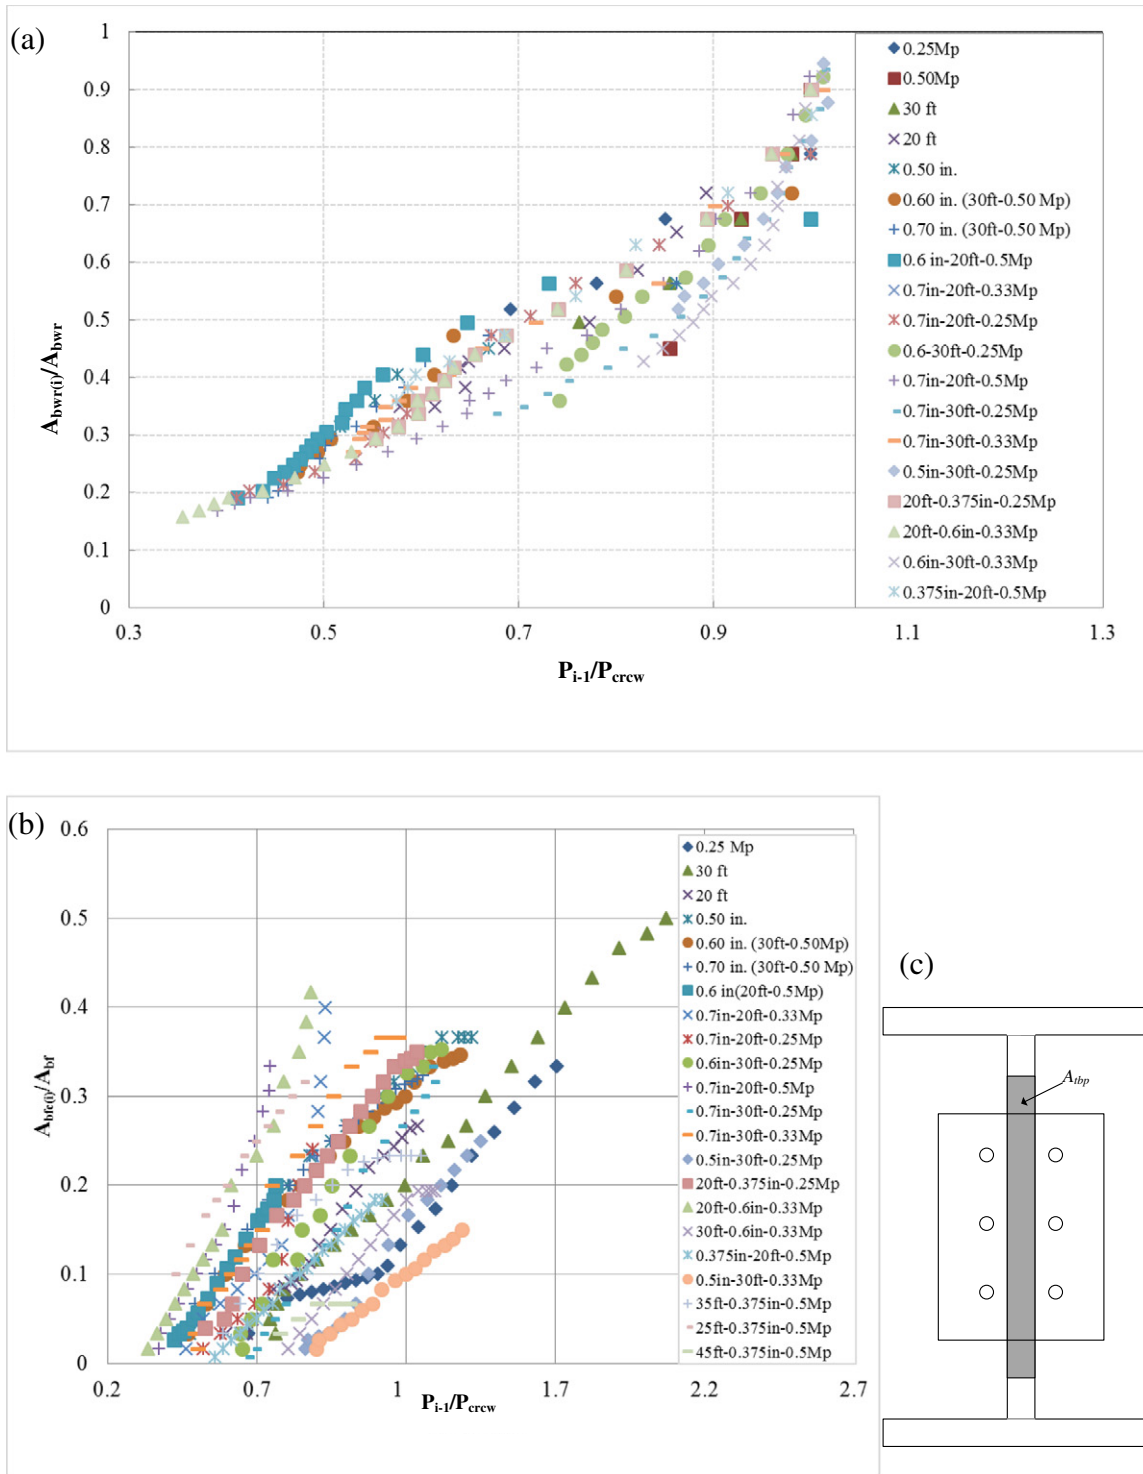 (a)
1
0.9
0.8
0.7
0.6
0.5
0.4
0.3
0.2
0.1
0
A_bwr(i)/A_bwr
0.3
0.5
0.7
0.9
1.1
1.3
P_i-1/P_crcw
0.25Mp
0.50Mp
30 ft
20 ft
0.50 in.
0.60 in. (30ft-0.50 Mp)
0.70 in. (30ft-0.50 Mp)
0.6 in-20ft-0.5Mp
0.7in-20ft-0.33Mp
0.7in-20ft-0.25Mp
0.6-30ft-0.25Mp
0.7in-20ft-0.5Mp
0.7in-30ft-0.25Mp
0.7in-30ft-0.33Mp
0.5in-30ft-0.25Mp
20ft-0.375in-0.25Mp
20ft-0.6in-0.33Mp
0.6in-30ft-0.33Mp
0.375in-20ft-0.5Mp
(b)
0.6
0.5
0.4
0.3
0.2
0.1
0
A_bfe(i)/A_bf
0.2
0.7
1
1.7
2.2
2.7
P_i-1/P_crcw
0.25 Mp
30 ft
20 ft
0.50 in.
0.60 in. (30ft-0.50Mp)
0.70 in. (30ft-0.50 Mp)
0.6 in(20ft-0.5Mp)
0.7in-20ft-0.33Mp
0.7in-20ft-0.25Mp
0.6in-30ft-0.25Mp
0.7in-20ft-0.5Mp
0.7in-30ft-0.25Mp
0.7in-30ft-0.33Mp
0.5in-30ft-0.25Mp
20ft-0.375in-0.25Mp
20ft-0.6in-0.33Mp
30ft-0.6in-0.33Mp
0.375in-20ft-0.5Mp
0.5in-30ft-0.33Mp
35ft-0.375in-0.5Mp
25ft-0.375in-0.5Mp
45ft-0.375in-0.5Mp
(c)
A_tbp